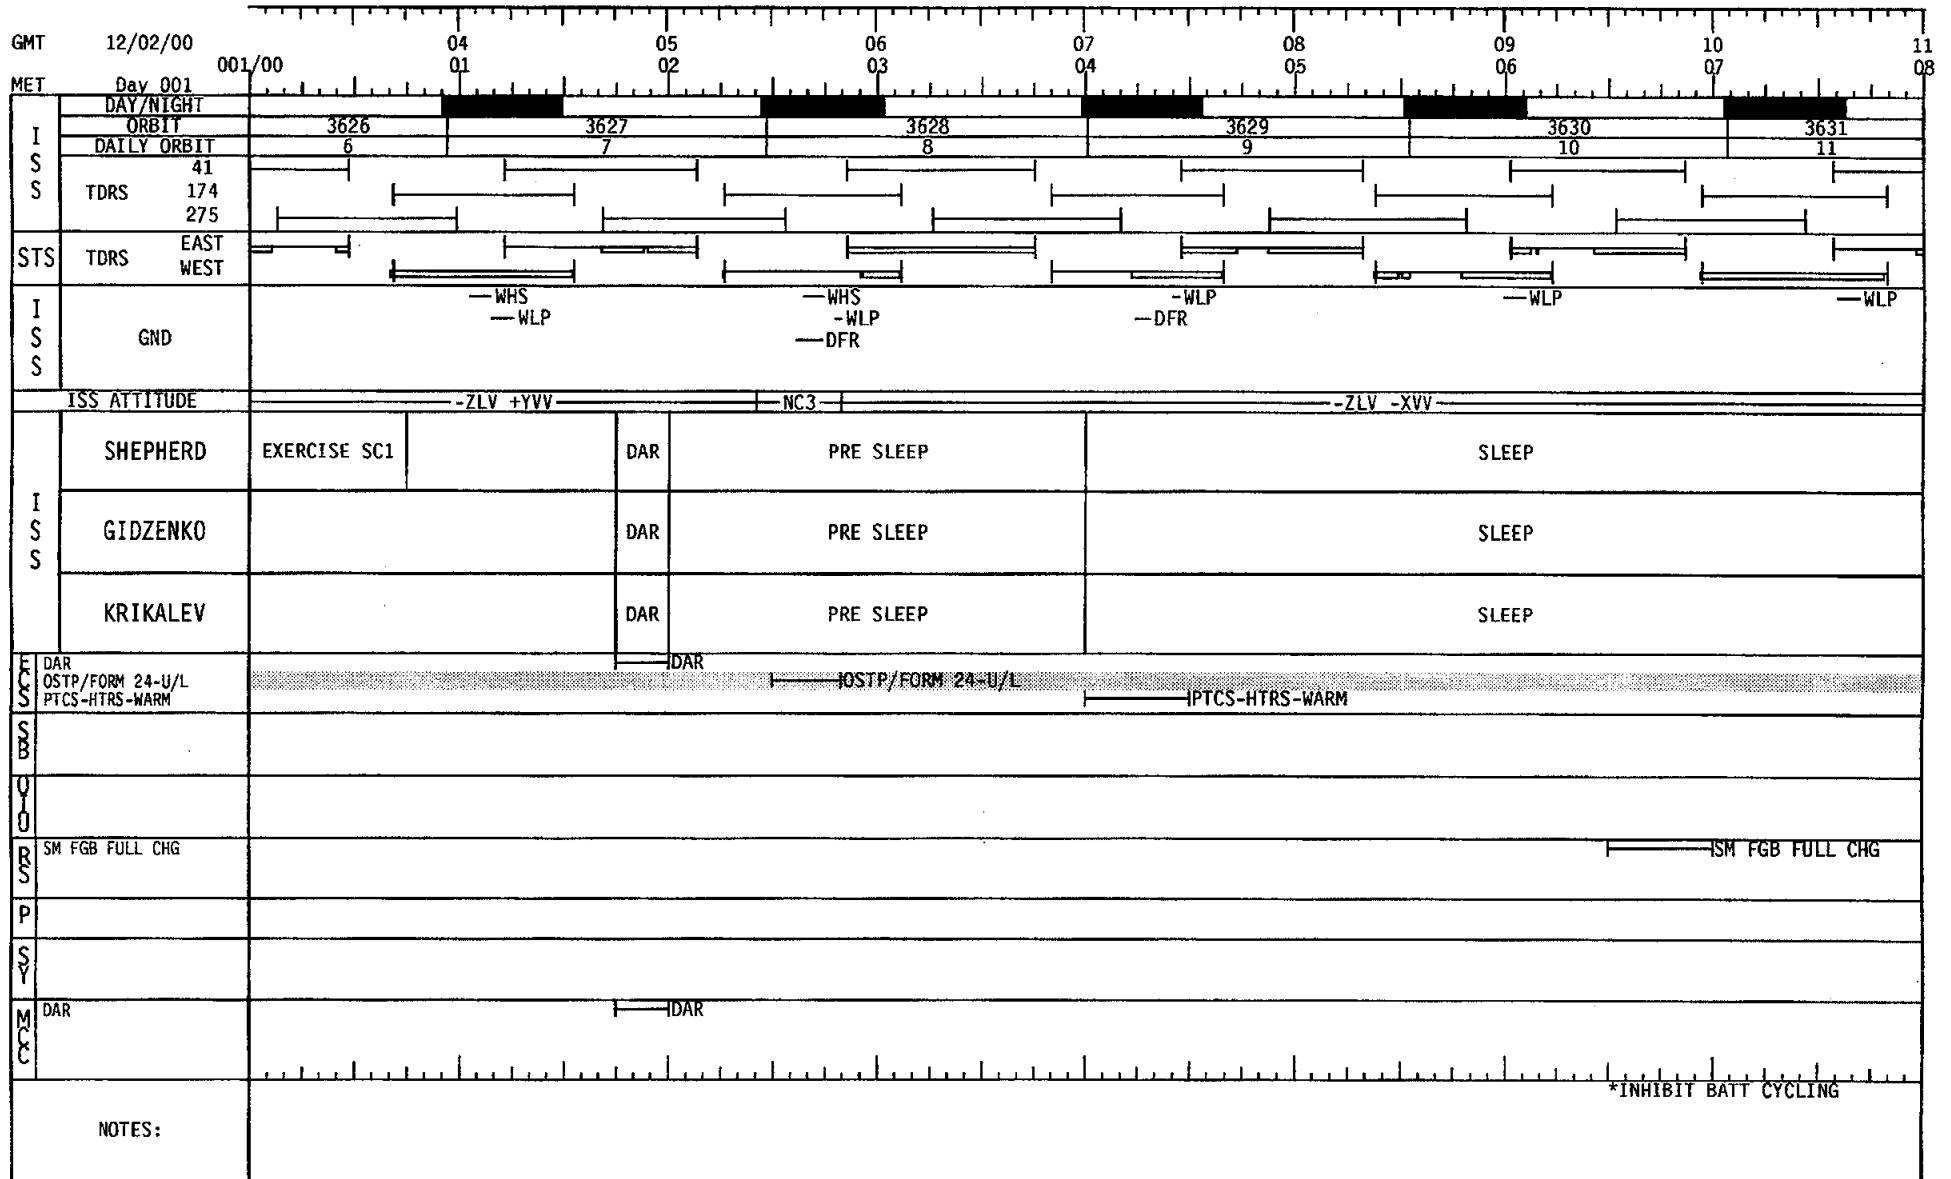 GMT 12/02/00 04 05 06 07 08 09 10 11
001/00 01 02 03 04 05 06 07 08
MET Day 001
ISS DAY/NIGHT
ORBIT 3626 3627 3628 3629 3630 3631
DAILY ORBIT 6 7 8 9 10 11
41
TDRS 174
275
STS TDRS EAST
WEST
ISS GND
WHS WHS WLP WLP WLP
WLP WLP DFR
DFR
ISS ATTITUDE -ZLV +YVV NC3 -ZLV -XVV
ISS
SHEPHERD EXERCISE SC1 DAR PRE SLEEP SLEEP
GIDZENKO DAR PRE SLEEP SLEEP
KRIKALEV DAR PRE SLEEP SLEEP
ECS DAR DAR
OSTP/FORM 24-U/L OSTP/FORM 24-U/L
PTCS-HTRS-WARM PTCS-HTRS-WARM
SB
RS SM FGB FULL CHG SM FGB FULL CHG
P
SY
MCC DAR DAR
*INHIBIT BATT CYCLING
NOTES: